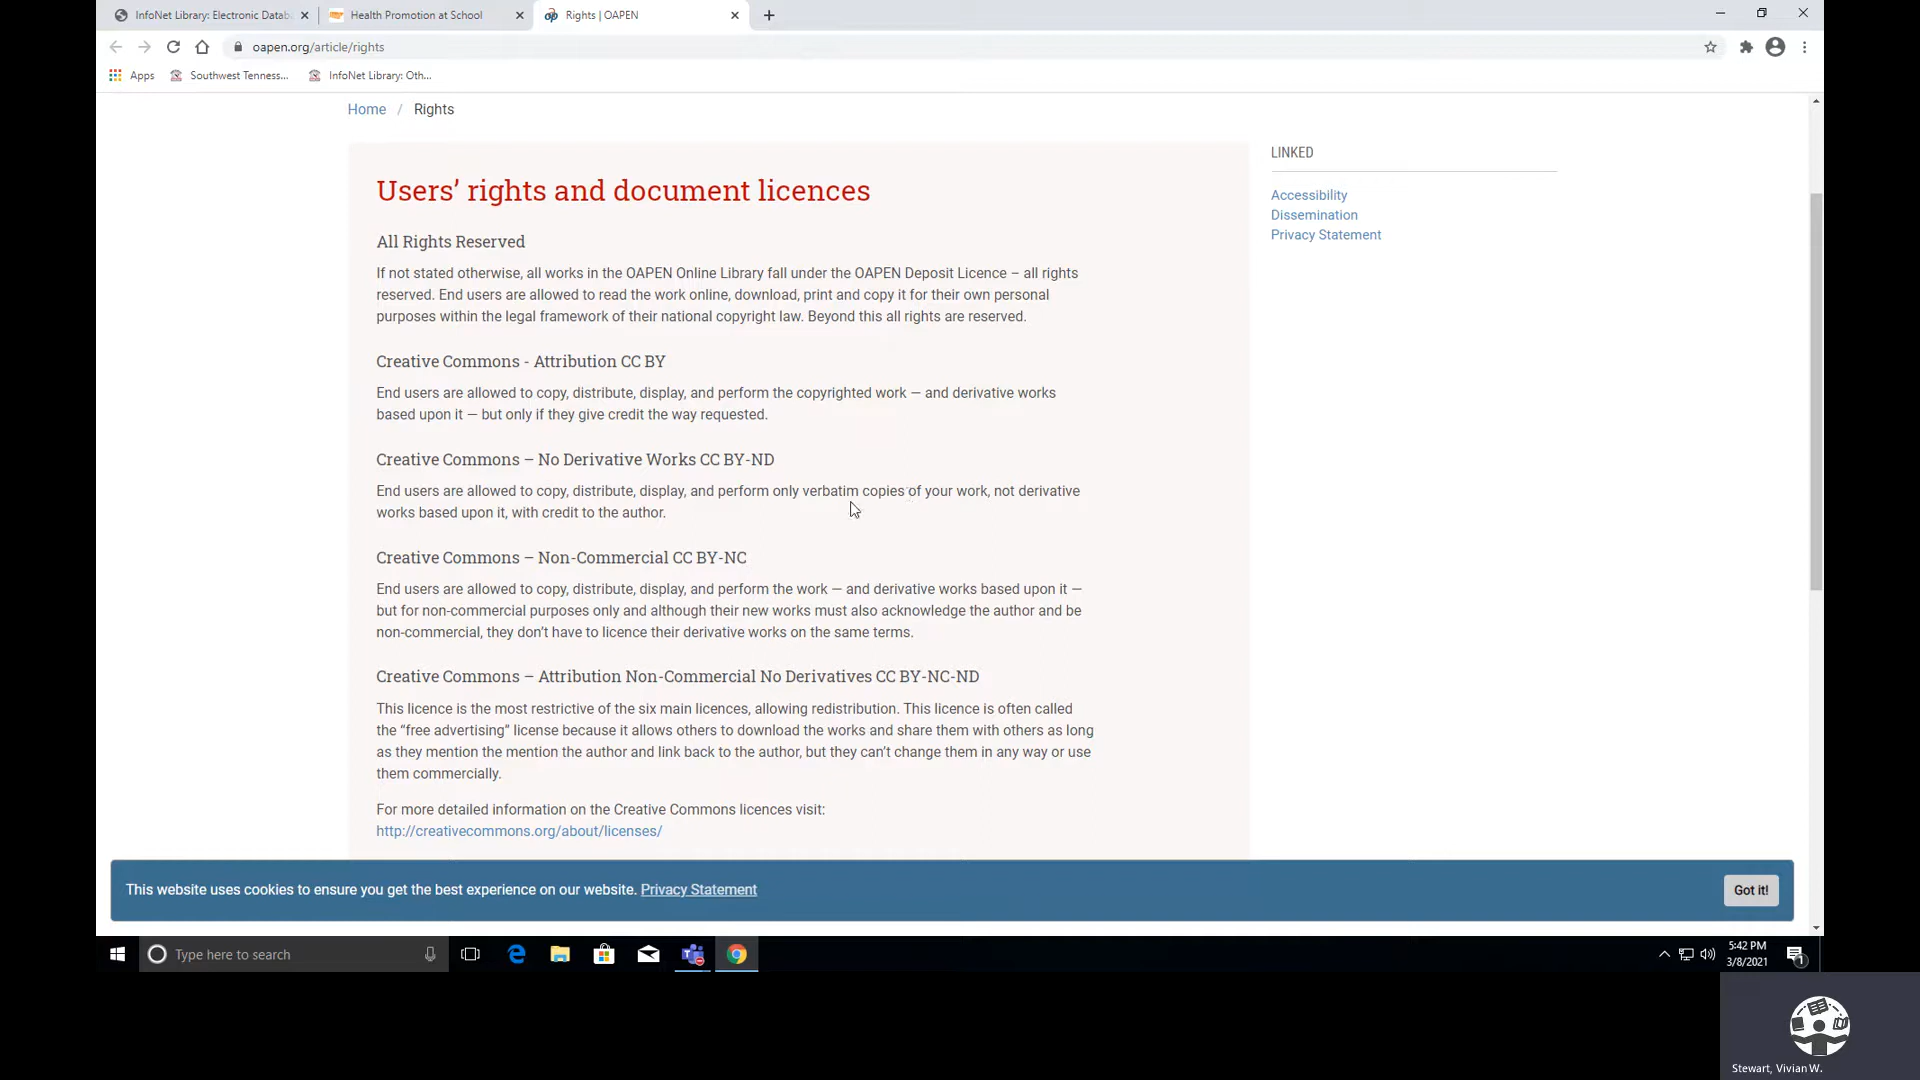 InfoNet Library: Electronic Datab
Health Promotion at School
Rights | OAPEN
oapen.org/article/rights
Apps
Southwest Tenness...
InfoNet Library: Oth...
Home / Rights
Users’ rights and document licences
All Rights Reserved
If not stated otherwise, all works in the OAPEN Online Library fall under the OAPEN Deposit Licence – all rights
reserved. End users are allowed to read the work online, download, print and copy it for their own personal
purposes within the legal framework of their national copyright law. Beyond this all rights are reserved.
Creative Commons - Attribution CC BY
End users are allowed to copy, distribute, display, and perform the copyrighted work — and derivative works
based upon it — but only if they give credit the way requested.
Creative Commons – No Derivative Works CC BY-ND
End users are allowed to copy, distribute, display, and perform only verbatim copies of your work, not derivative
works based upon it, with credit to the author.
Creative Commons – Non-Commercial CC BY-NC
End users are allowed to copy, distribute, display, and perform the work — and derivative works based upon it —
but for non-commercial purposes only and although their new works must also acknowledge the author and be
non-commercial, they don’t have to licence their derivative works on the same terms.
Creative Commons – Attribution Non-Commercial No Derivatives CC BY-NC-ND
This licence is the most restrictive of the six main licences, allowing redistribution. This licence is often called
the “free advertising” license because it allows others to download the works and share them with others as long
as they mention the mention the author and link back to the author, but they can’t change them in any way or use
them commercially.
For more detailed information on the Creative Commons licences visit:
http://creativecommons.org/about/licenses/
LINKED
Accessibility
Dissemination
Privacy Statement
This website uses cookies to ensure you get the best experience on our website. Privacy Statement
Got it!
Type here to search
5:42 PM
3/8/2021
1
Stewart, Vivian W.